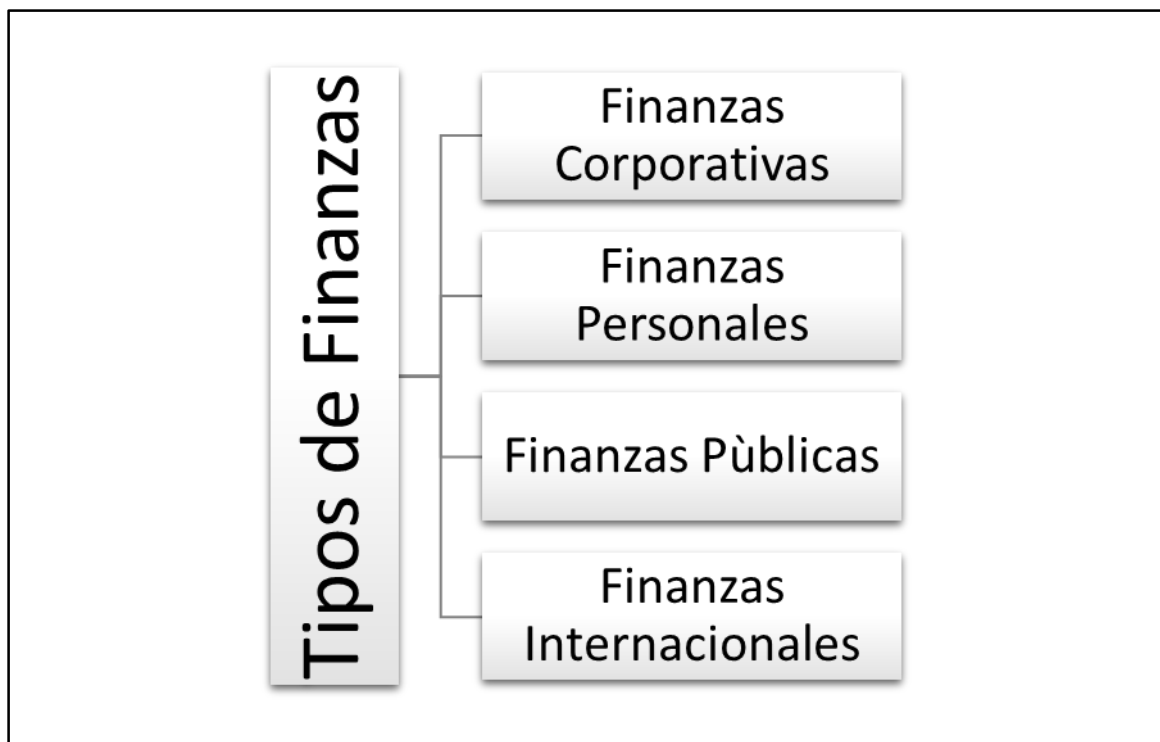 Tipos de Finanzas
Finanzas
Corporativas
Finanzas
Personales
Finanzas Pùblicas
Finanzas
Internacionales